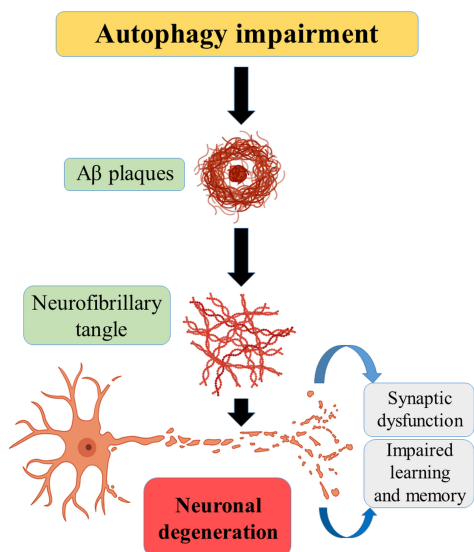 Autophagy impairment
Aβ plaques
Neurofibrillary
tangle
Synaptic
dysfunction
Impaired
learning
and memory
Neuronal
degeneration